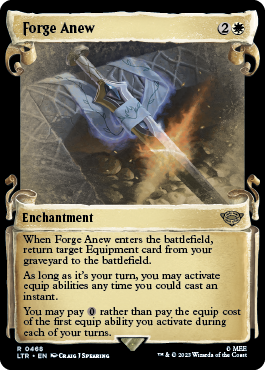 Forge Anew 2
Enchantment
When Forge Anew enters the battlefield,
return target Equipment card from your
graveyard to the battlefield.
As long as it's your turn, you may activate
equip abilities any time you could cast an
instant.
You may pay 0 rather than pay the equip cost
of the first equip ability you activate during
each of your turns.
R 0468
LTR • EN Craig J Spearing
© MEE
™ & © 2023 Wizards of the Coast